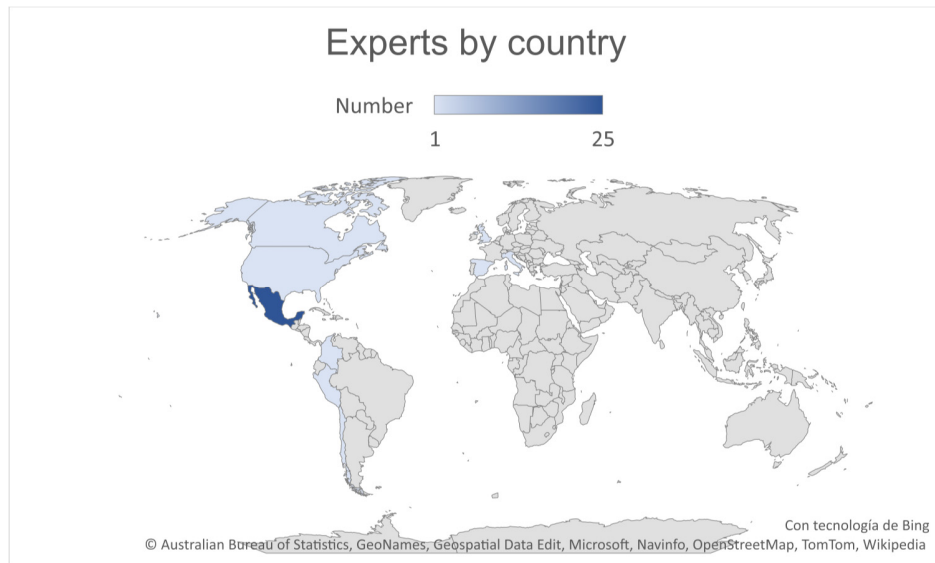 Experts by country
Number
1 25
Con tecnología de Bing
© Australian Bureau of Statistics, GeoNames, Geospatial Data Edit, Microsoft, Navinfo, OpenStreetMap, TomTom, Wikipedia